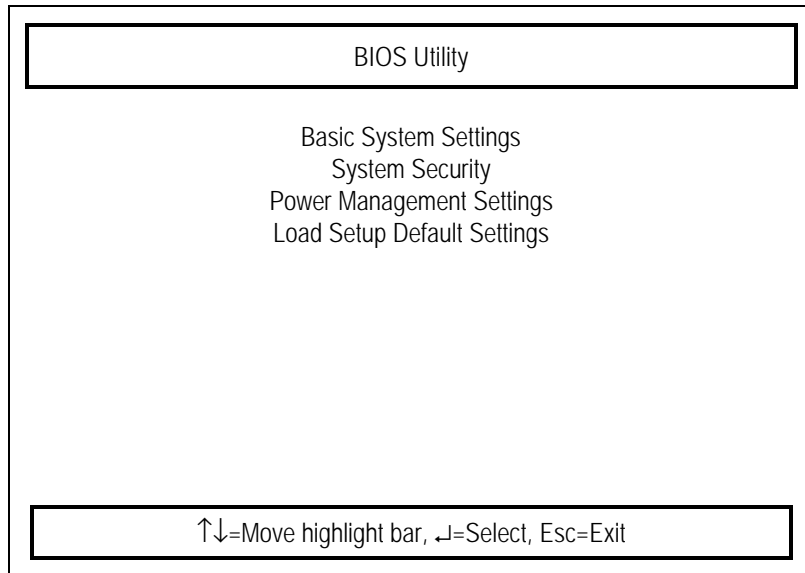 BIOS Utility
Basic System Settings
System Security
Power Management Settings
Load Setup Default Settings
↑↓=Move highlight bar, ↵=Select, Esc=Exit